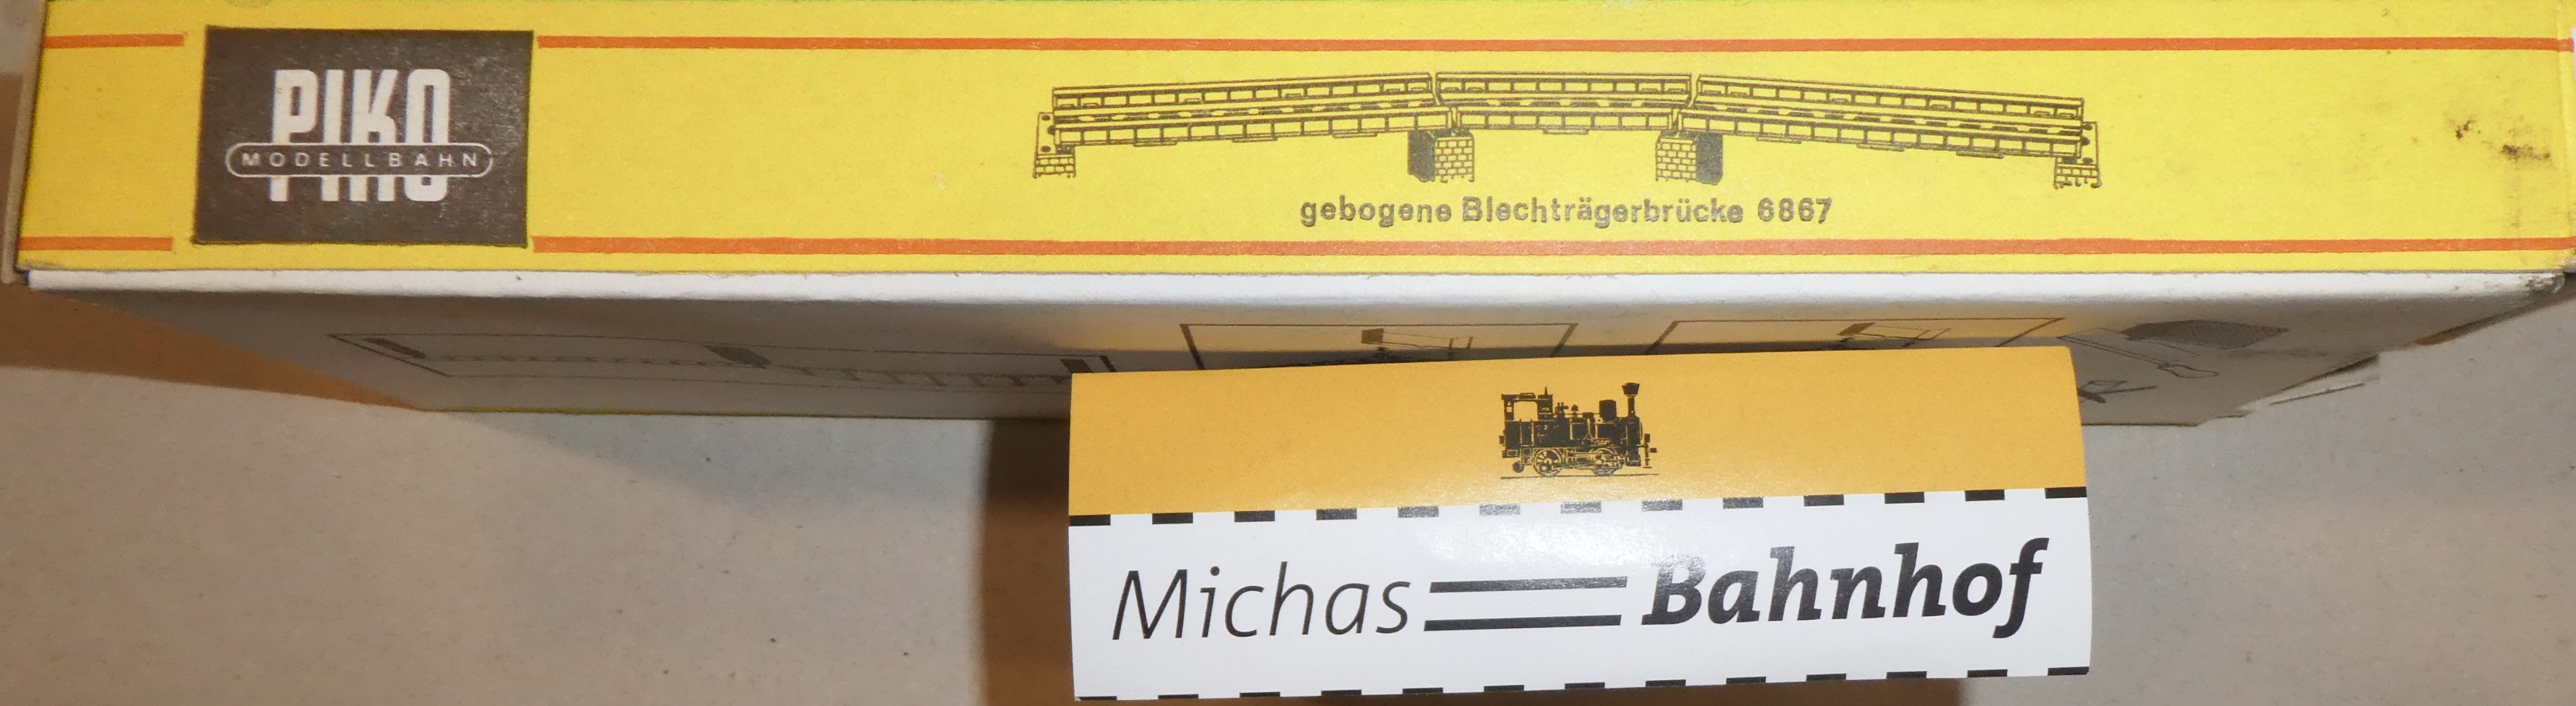 PIKO
MODELLBAHN
gebogene Blechträgerbrücke 6867
Michas Bahnhof